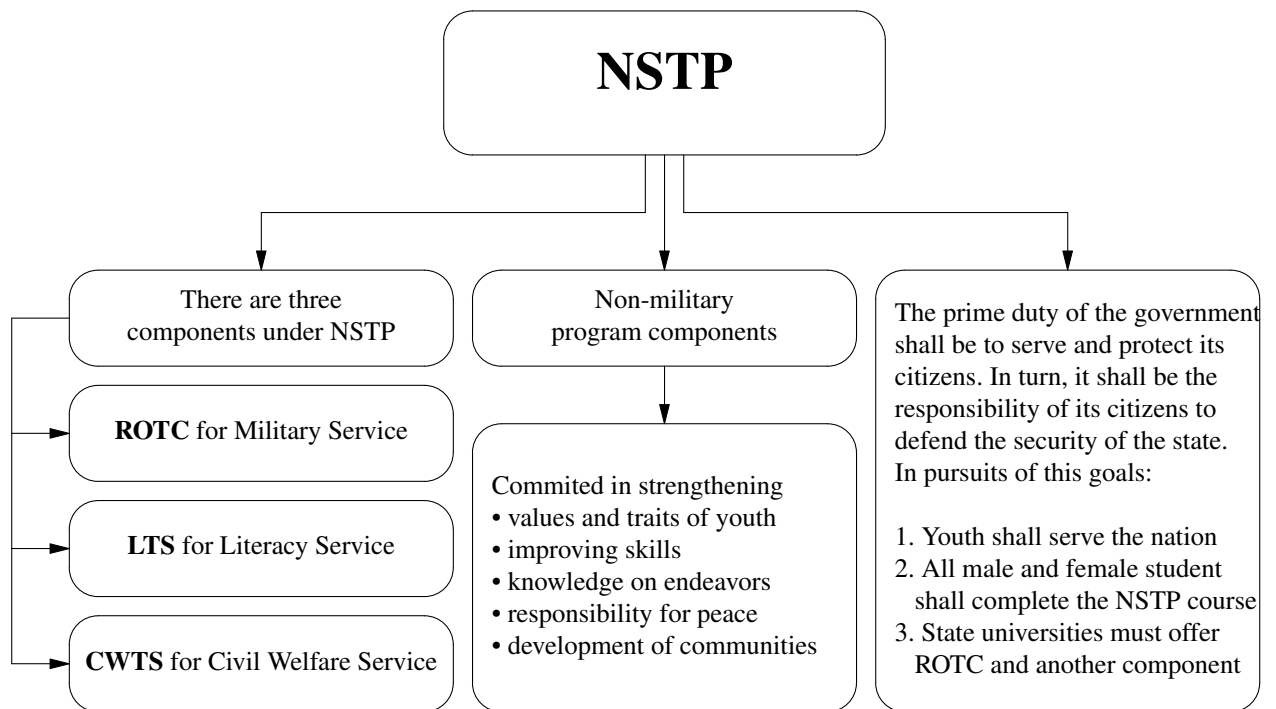 NSTP
There are three
components under NSTP
ROTC for Military Service
LTS for Literacy Service
CWTS for Civil Welfare Service
Non-military
program components
Commited in strengthening
• values and traits of youth
• improving skills
• knowledge on endeavors
• responsibility for peace
• development of communities
The prime duty of the government
shall be to serve and protect its
citizens. In turn, it shall be the
responsibility of its citizens to
defend the security of the state.
In pursuits of this goals:
1. Youth shall serve the nation
2. All male and female student
shall complete the NSTP course
3. State universities must offer
ROTC and another component